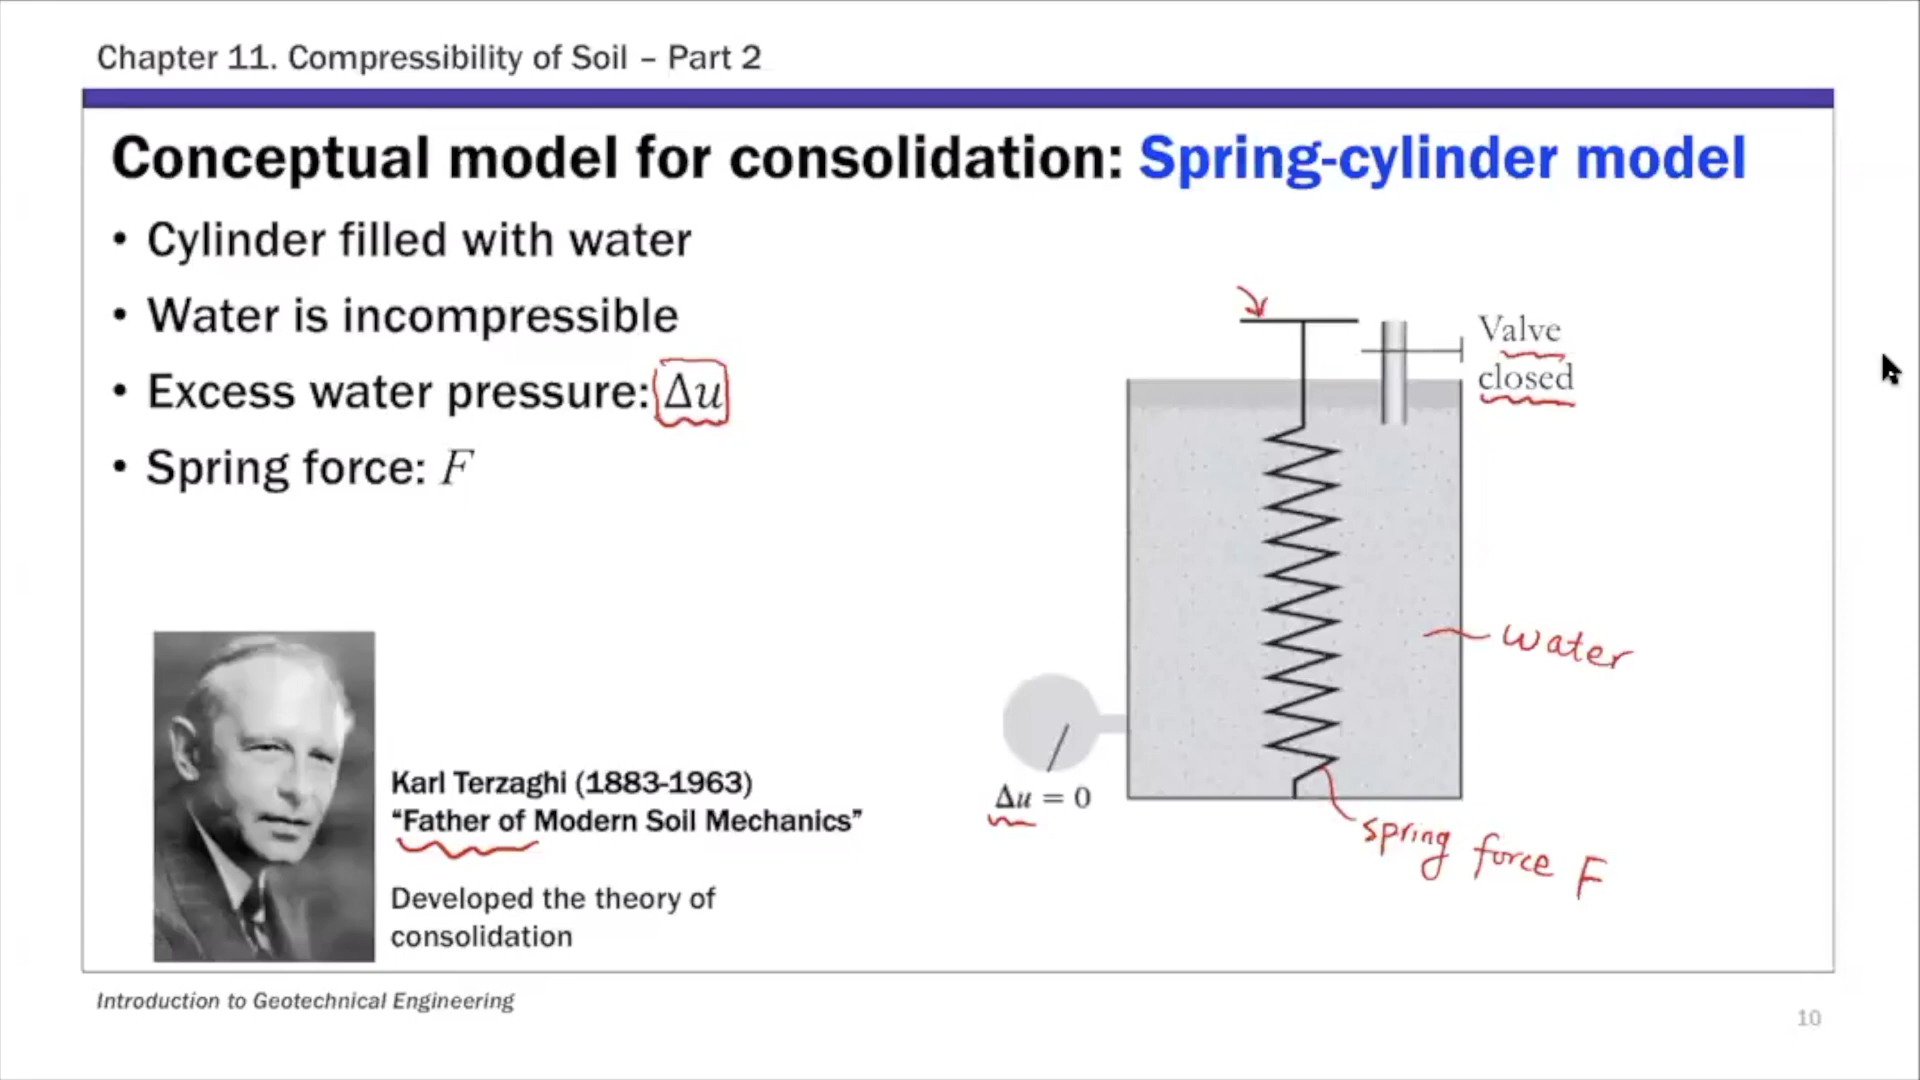 Chapter 11. Compressibility of Soil – Part 2
Conceptual model for consolidation: Spring-cylinder model
• Cylinder filled with water
• Water is incompressible
• Excess water pressure: Δu
• Spring force: F
Valve
closed
water
Δu = 0
spring force F
Karl Terzaghi (1883-1963)
“Father of Modern Soil Mechanics”
Developed the theory of
consolidation
Introduction to Geotechnical Engineering
10